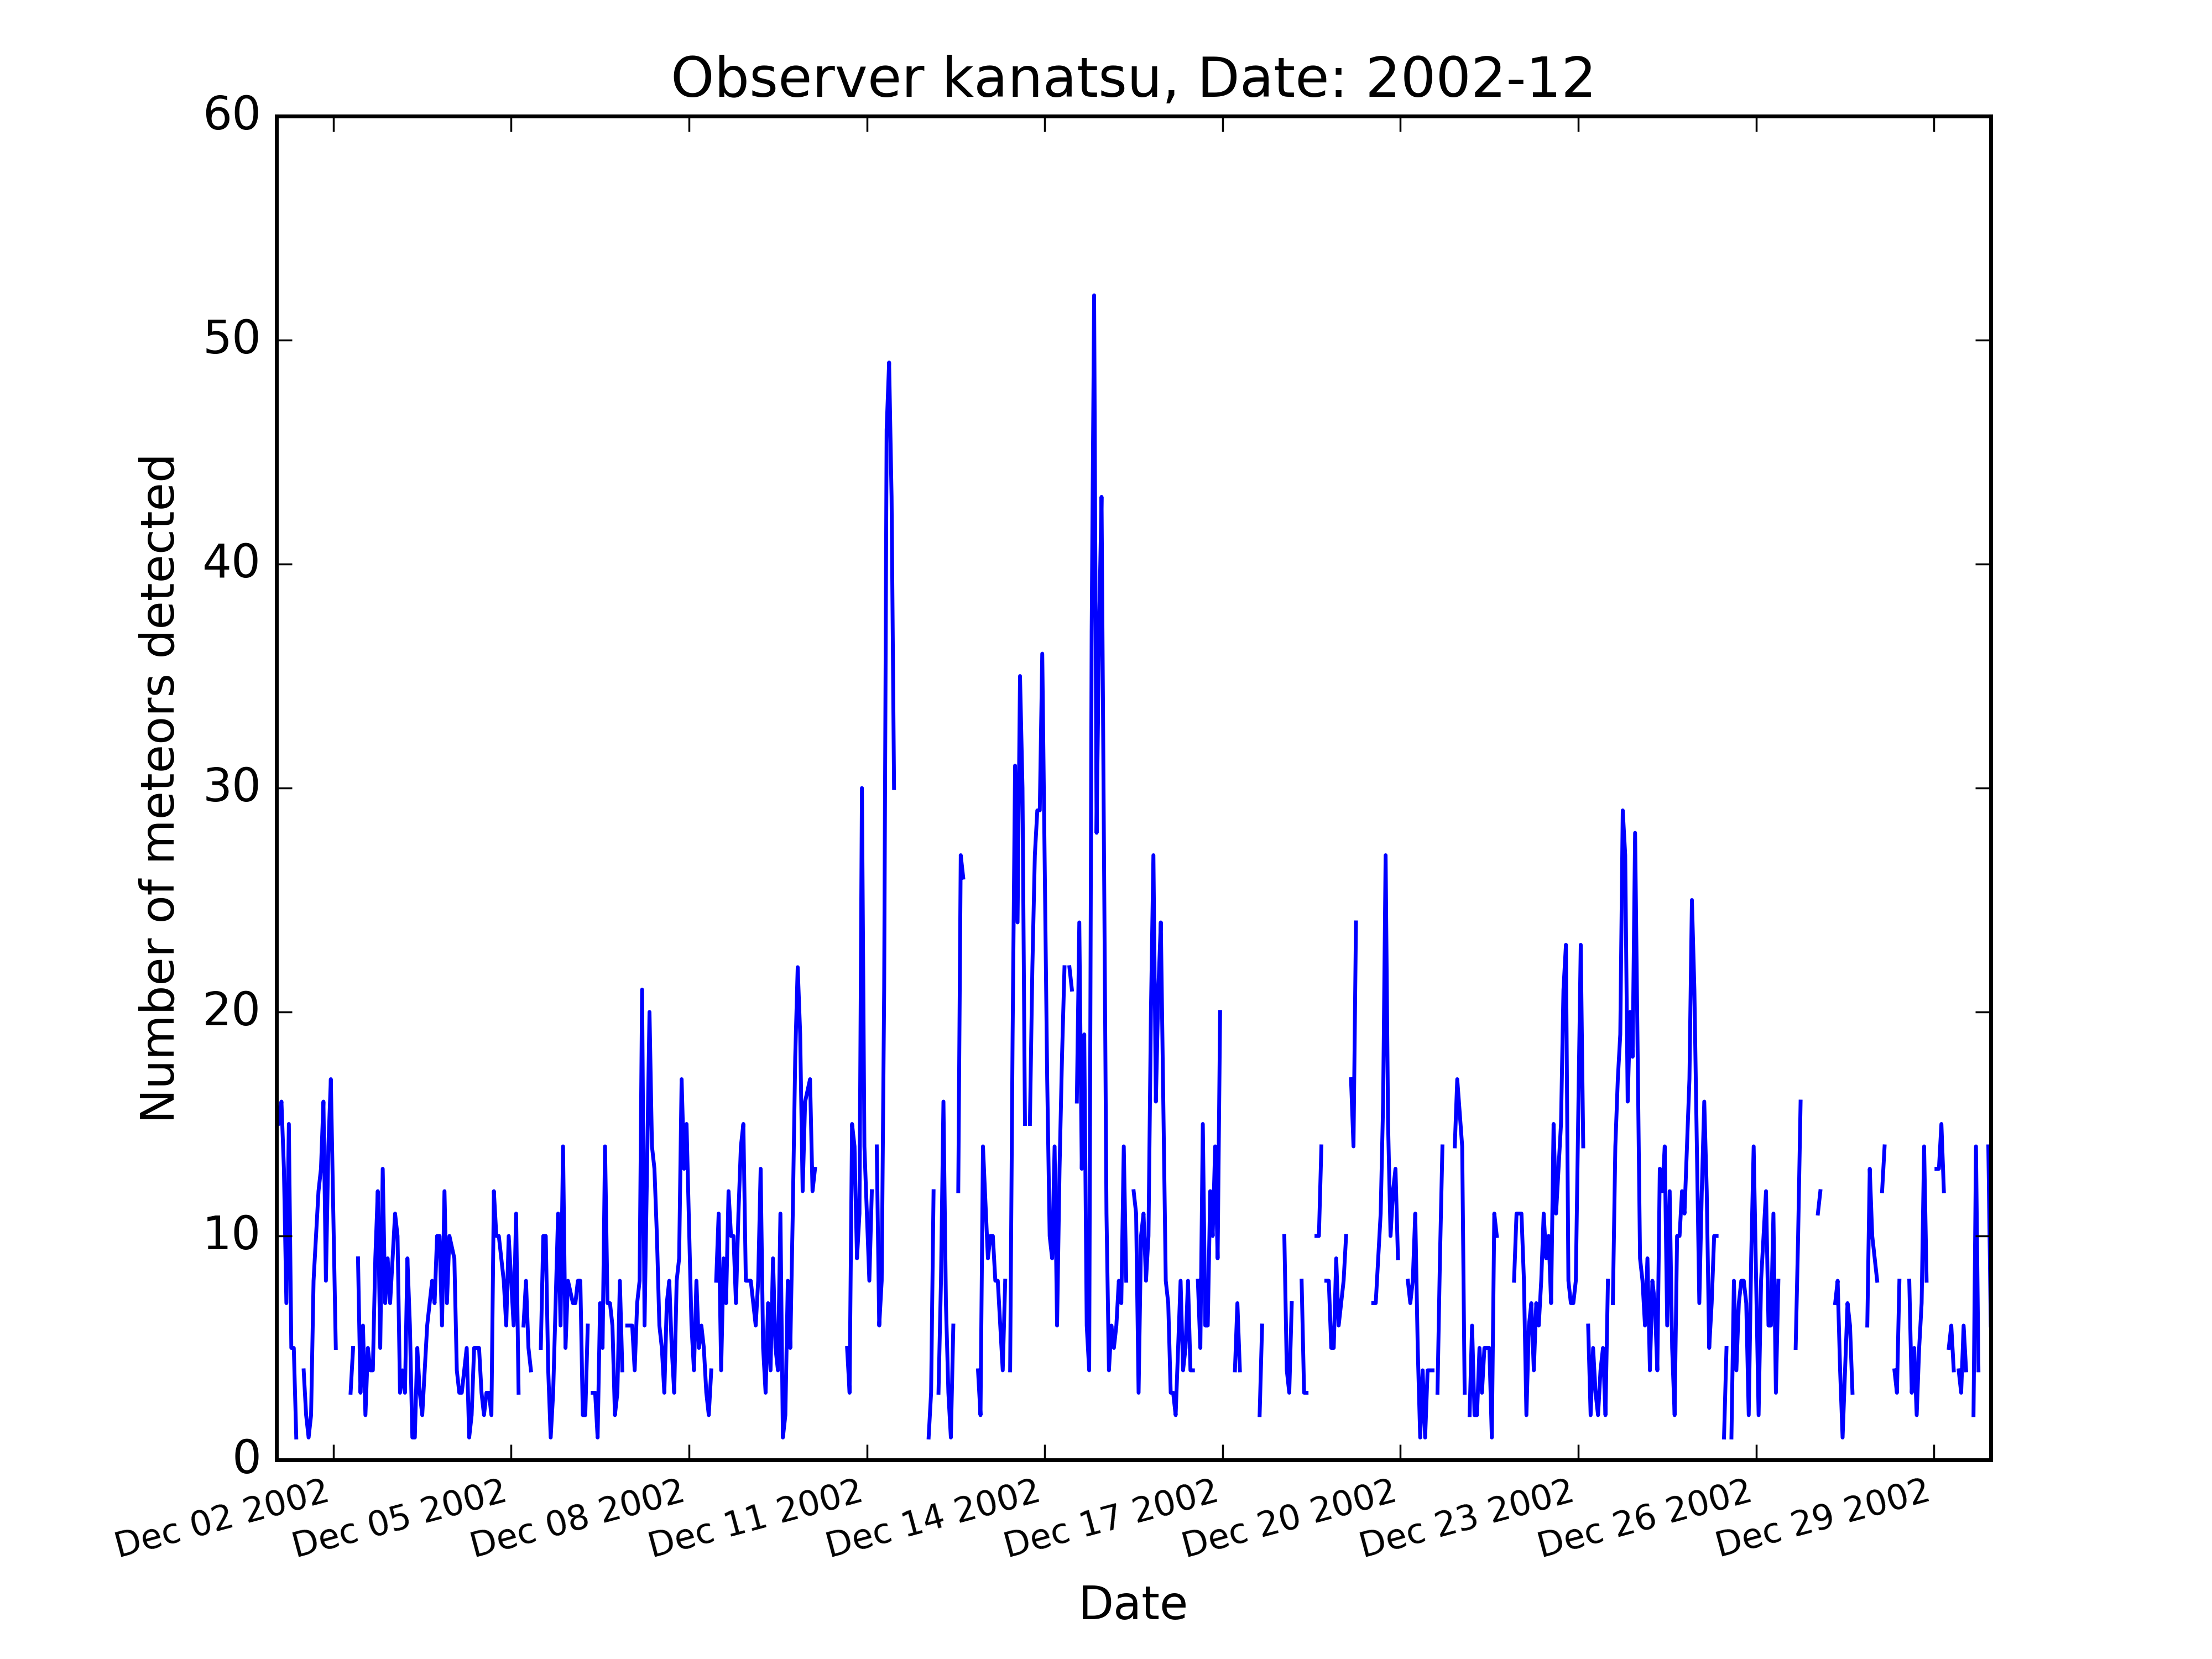 Observer kanatsu, Date: 2002-12
60
50
40
30
20
10
0
Number of meteors detected
Dec 02 2002
Dec 05 2002
Dec 08 2002
Dec 11 2002
Dec 14 2002
Dec 17 2002
Dec 20 2002
Dec 23 2002
Dec 26 2002
Dec 29 2002
Date